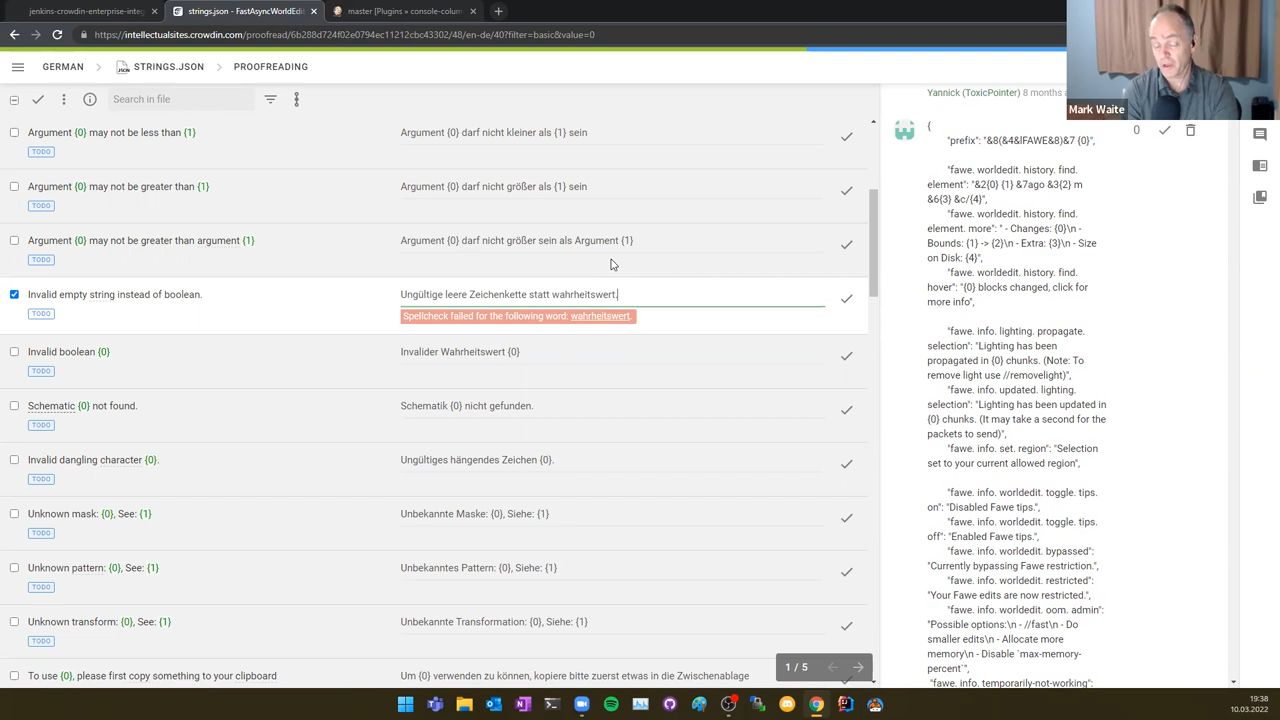 jenkins-crowdin-enterprise-integ
strings.json - FastAsyncWorldEdit
master [Plugins » console-colum
https://intellectualsites.crowdin.com/proofread/6b288d724f02e0794ec11212cbc43302/48/en-de/40?filter=basic&value=0
GERMAN
STRINGS.JSON
PROOFREADING
Search in file
Argument {0} may not be less than {1}
Argument {0} darf nicht kleiner als {1} sein
TODO
Argument {0} may not be greater than {1}
Argument {0} darf nicht größer als {1} sein
TODO
Argument {0} may not be greater than argument {1}
Argument {0} darf nicht größer sein als Argument {1}
TODO
Invalid empty string instead of boolean.
Ungültige leere Zeichenkette statt wahrheitswert.
TODO
Spellcheck failed for the following word: wahrheitswert.
Invalid boolean {0}
Invalider Wahrheitswert {0}
TODO
Schematic {0} not found.
Schematik {0} nicht gefunden.
TODO
Invalid dangling character {0}.
Ungültiges hängendes Zeichen {0}.
TODO
Unknown mask: {0}, See: {1}
Unbekannte Maske: {0}, Siehe: {1}
TODO
Unknown pattern: {0}, See: {1}
Unbekanntes Pattern: {0}, Siehe: {1}
TODO
Unknown transform: {0}, See: {1}
Unbekannte Transformation: {0}, Siehe: {1}
TODO
To use {0}, please first copy something to your clipboard
Um {0} verwenden zu können, kopiere bitte zuerst etwas in die Zwischenablage
1 / 5
Yannick (ToxicPointer) 8 months a
0
{
"prefix": "&8(&4&lFAWE&8)&7 {0}",
"fawe. worldedit. history. find.
element": "&2{0} {1} &7ago &3{2} m
&6{3} &c/{4}",
"fawe. worldedit. history. find.
element. more": " - Changes: {0}\n -
Bounds: {1} -> {2}\n - Extra: {3}\n - Size
on Disk: {4}",
"fawe. worldedit. history. find.
hover": "{0} blocks changed, click for
more info",
"fawe. info. lighting. propagate.
selection": "Lighting has been
propagated in {0} chunks. (Note: To
remove light use //removelight)",
"fawe. info. updated. lighting.
selection": "Lighting has been updated in
{0} chunks. (It may take a second for the
packets to send)",
"fawe. info. set. region": "Selection
set to your current allowed region",
"fawe. info. worldedit. toggle. tips.
on": "Disabled Fawe tips.",
"fawe. info. worldedit. toggle. tips.
off": "Enabled Fawe tips.",
"fawe. info. worldedit. bypassed":
"Currently bypassing Fawe restriction.",
"fawe. info. worldedit. restricted":
"Your Fawe edits are now restricted.",
"fawe. info. worldedit. oom. admin":
"Possible options:\n - //fast\n - Do
smaller edits\n - Allocate more
memory\n - Disable `max-memory-
percent`",
"fawe. info. temporarily-not-working":
Mark Waite
19:38
10.03.2022